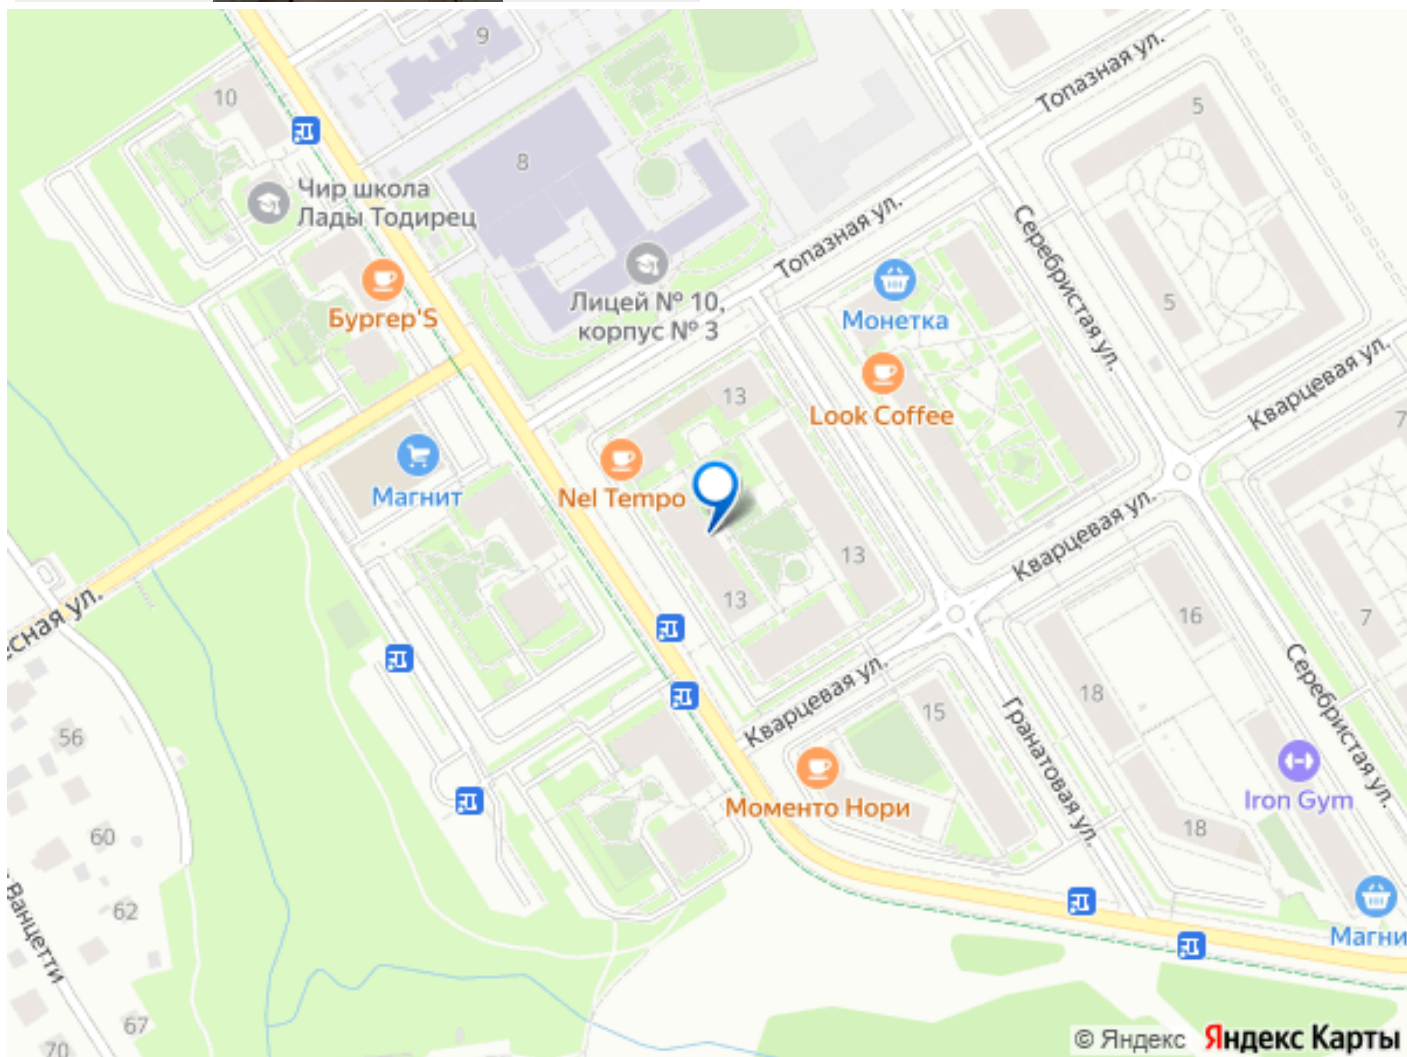 9
10
5
Топазная ул.
8
Чир школа
Лады Тодирец
Топазная ул.
Серебристая ул.
Лицей № 10,
корпус № 3
Бургер'S
Монетка
5
Кварцевая ул.
13
Look Coffee
7
Магнит
Nel Tempo
Кварцевая ул.
13
13
сная ул.
16
7
Кварцевая ул.
18
15
56
Гранатовая ул.
Серебристая ул.
Моменто Нори
Iron Gym
60
18
62
Ванцетти
Магни
67
70
© Яндекс Яндекс Карты